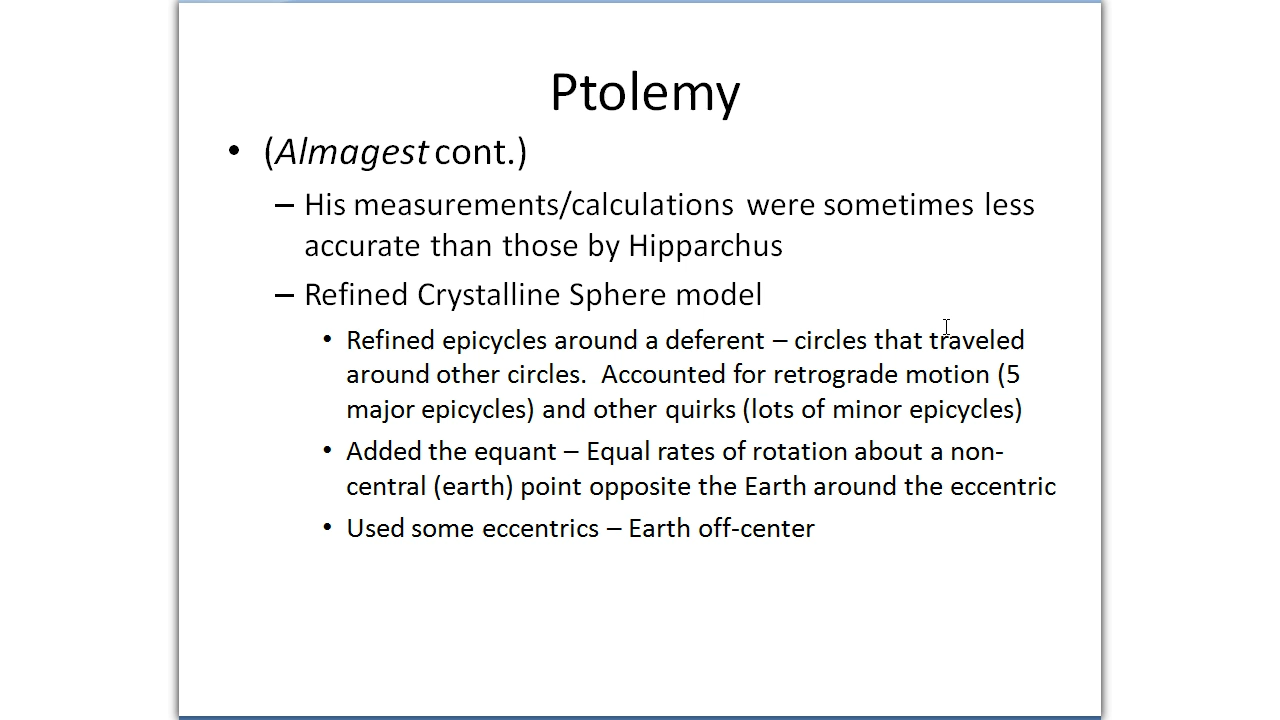 Ptolemy
• (Almagest cont.)
– His measurements/calculations were sometimes less
accurate than those by Hipparchus
– Refined Crystalline Sphere model
• Refined epicycles around a deferent – circles that traveled
around other circles. Accounted for retrograde motion (5
major epicycles) and other quirks (lots of minor epicycles)
• Added the equant – Equal rates of rotation about a non-
central (earth) point opposite the Earth around the eccentric
• Used some eccentrics – Earth off-center